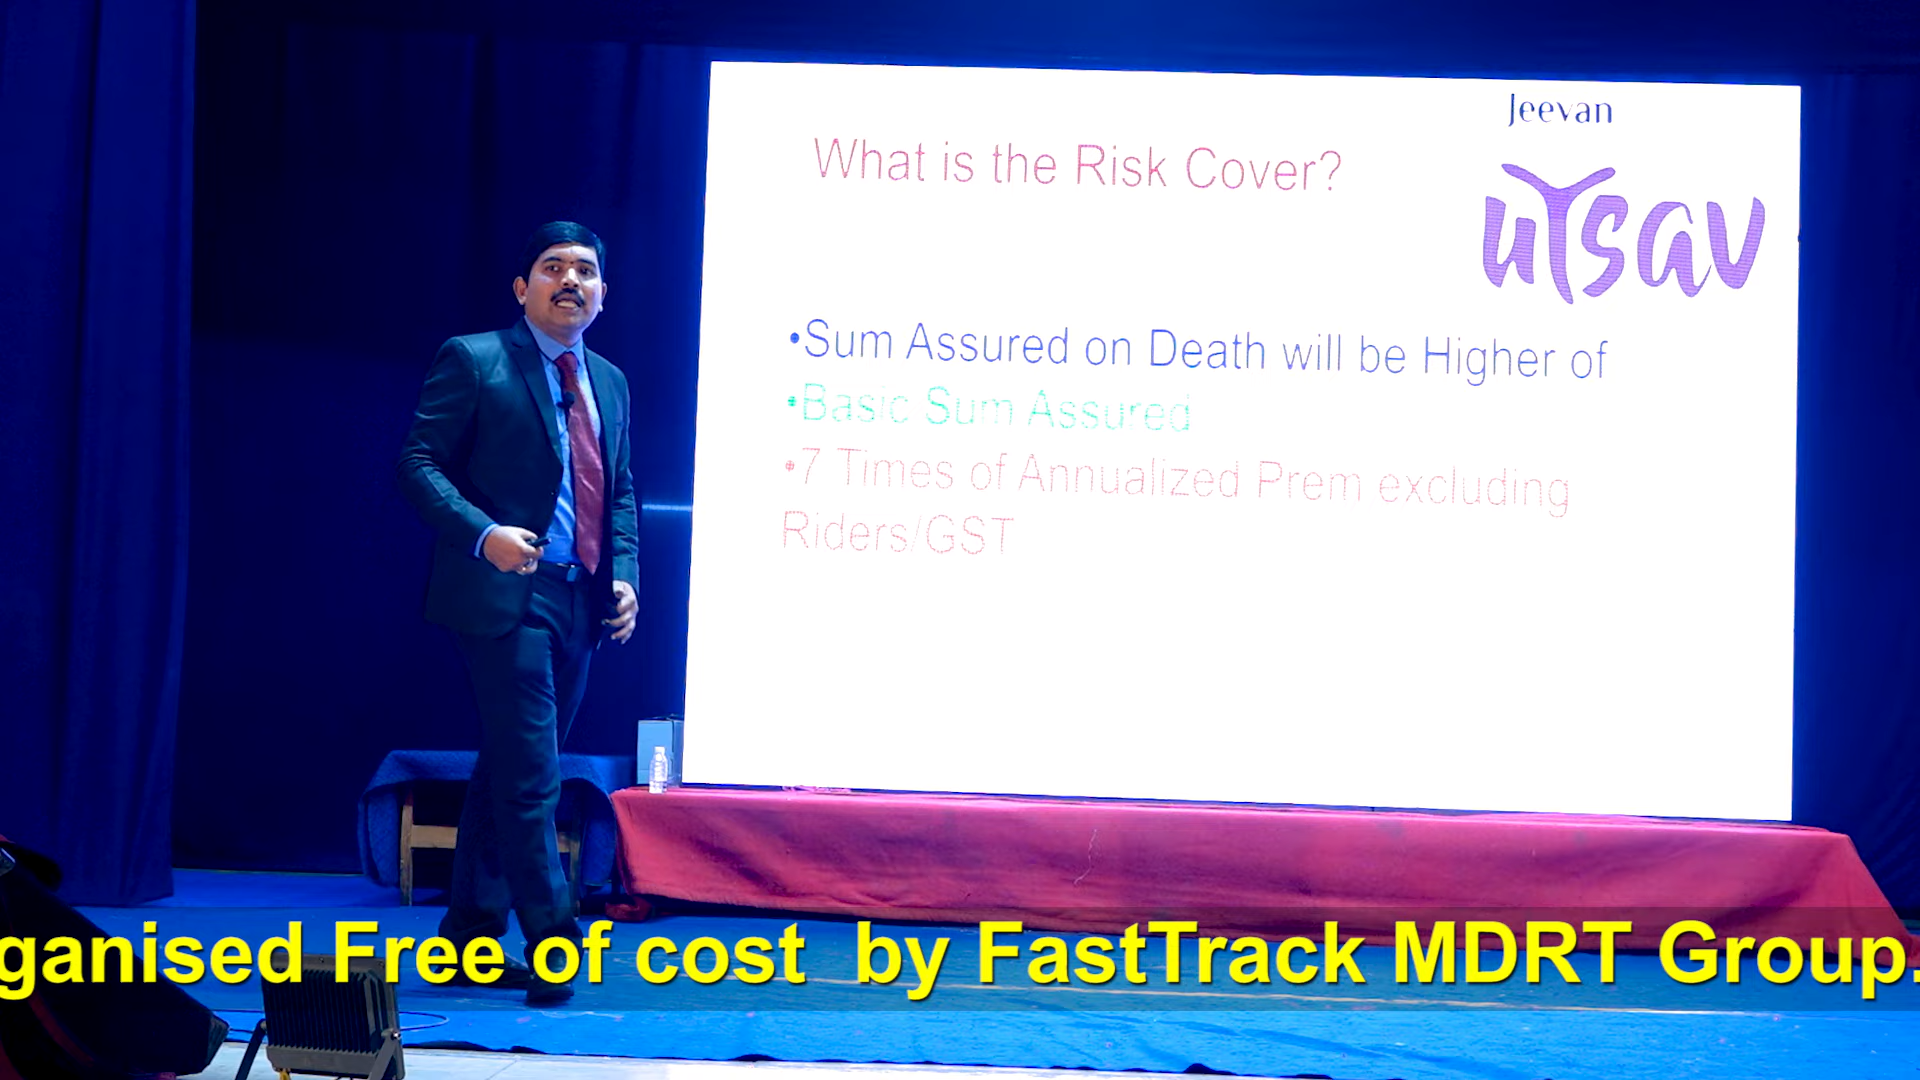 Jeevan
What is the Risk Cover?
uTsav
•Sum Assured on Death will be Higher of
•Basic Sum Assured
•7 Times of Annualized Prem excluding
Riders/GST
ganised Free of cost by FastTrack MDRT Group.